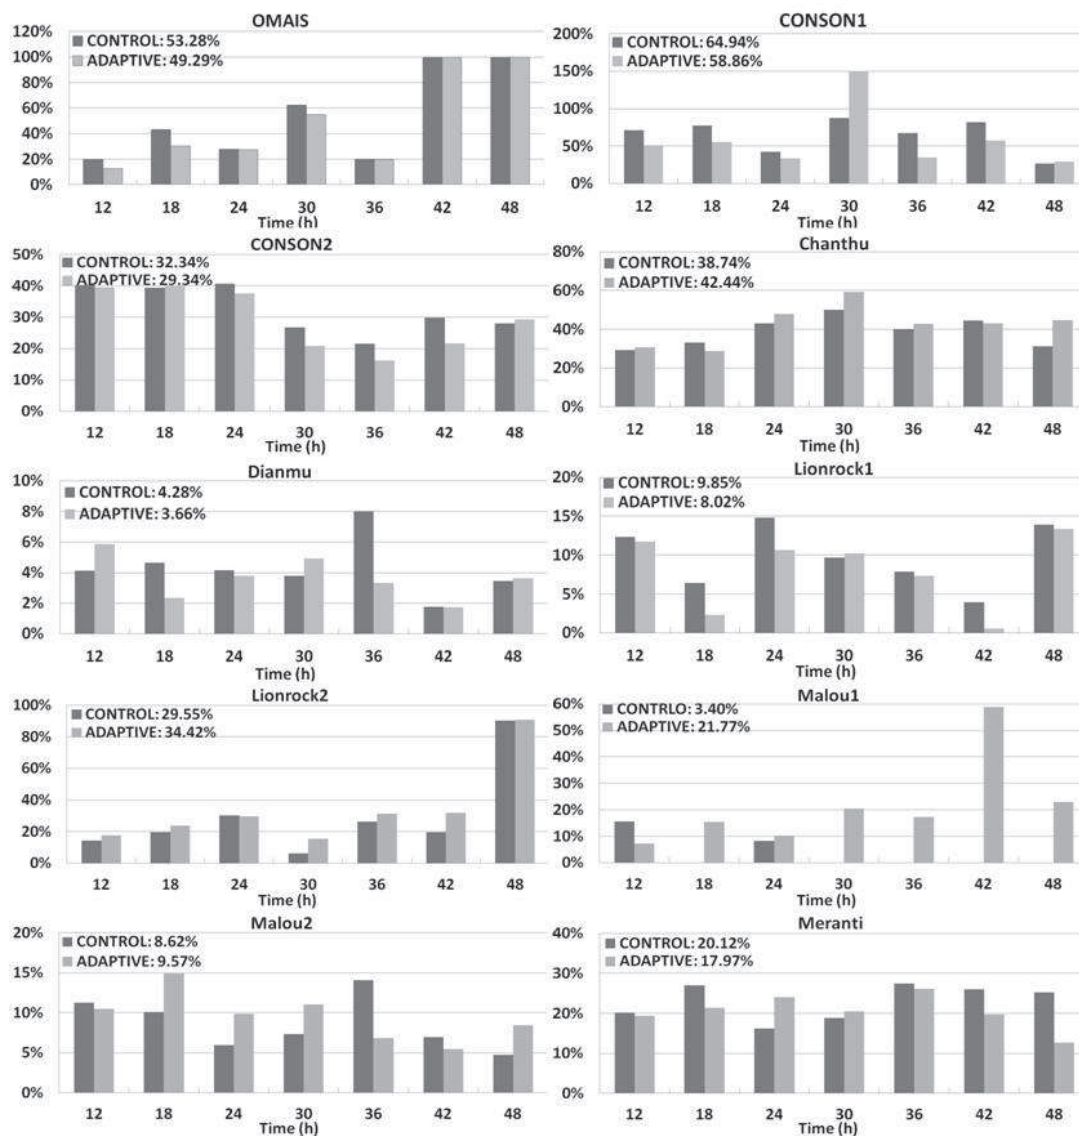 OMAIS
120%
100%
80%
60%
40%
20%
0%
CONTROL: 53.28%
ADAPTIVE: 49.29%
12 18 24 30 36 42 48
Time (h)
CONSON1
200%
150%
100%
50%
0%
CONTROL: 64.94%
ADAPTIVE: 58.86%
12 18 24 30 36 42 48
Time (h)
CONSON2
50%
40%
30%
20%
10%
0%
CONTROL: 32.34%
ADAPTIVE: 29.34%
12 18 24 30 36 42 48
Time (h)
Chanthu
80%
60%
40%
20%
0%
CONTROL: 38.74%
ADAPTIVE: 42.44%
12 18 24 30 36 42 48
Time (h)
Dianmu
10%
8%
6%
4%
2%
0%
CONTROL: 4.28%
ADAPTIVE: 3.66%
12 18 24 30 36 42 48
Time (h)
Lionrock1
20%
15%
10%
5%
0%
CONTROL: 9.85%
ADAPTIVE: 8.02%
12 18 24 30 36 42 48
Time (h)
Lionrock2
100%
80%
60%
40%
20%
0%
CONTROL: 29.55%
ADAPTIVE: 34.42%
12 18 24 30 36 42 48
Time (h)
Malou1
60%
50%
40%
30%
20%
10%
0%
CONTRLO: 3.40%
ADAPTIVE: 21.77%
12 18 24 30 36 42 48
Time (h)
Malou2
20%
15%
10%
5%
0%
CONTROL: 8.62%
ADAPTIVE: 9.57%
12 18 24 30 36 42 48
Time (h)
Meranti
40%
30%
20%
10%
0%
CONTROL: 20.12%
ADAPTIVE: 17.97%
12 18 24 30 36 42 48
Time (h)